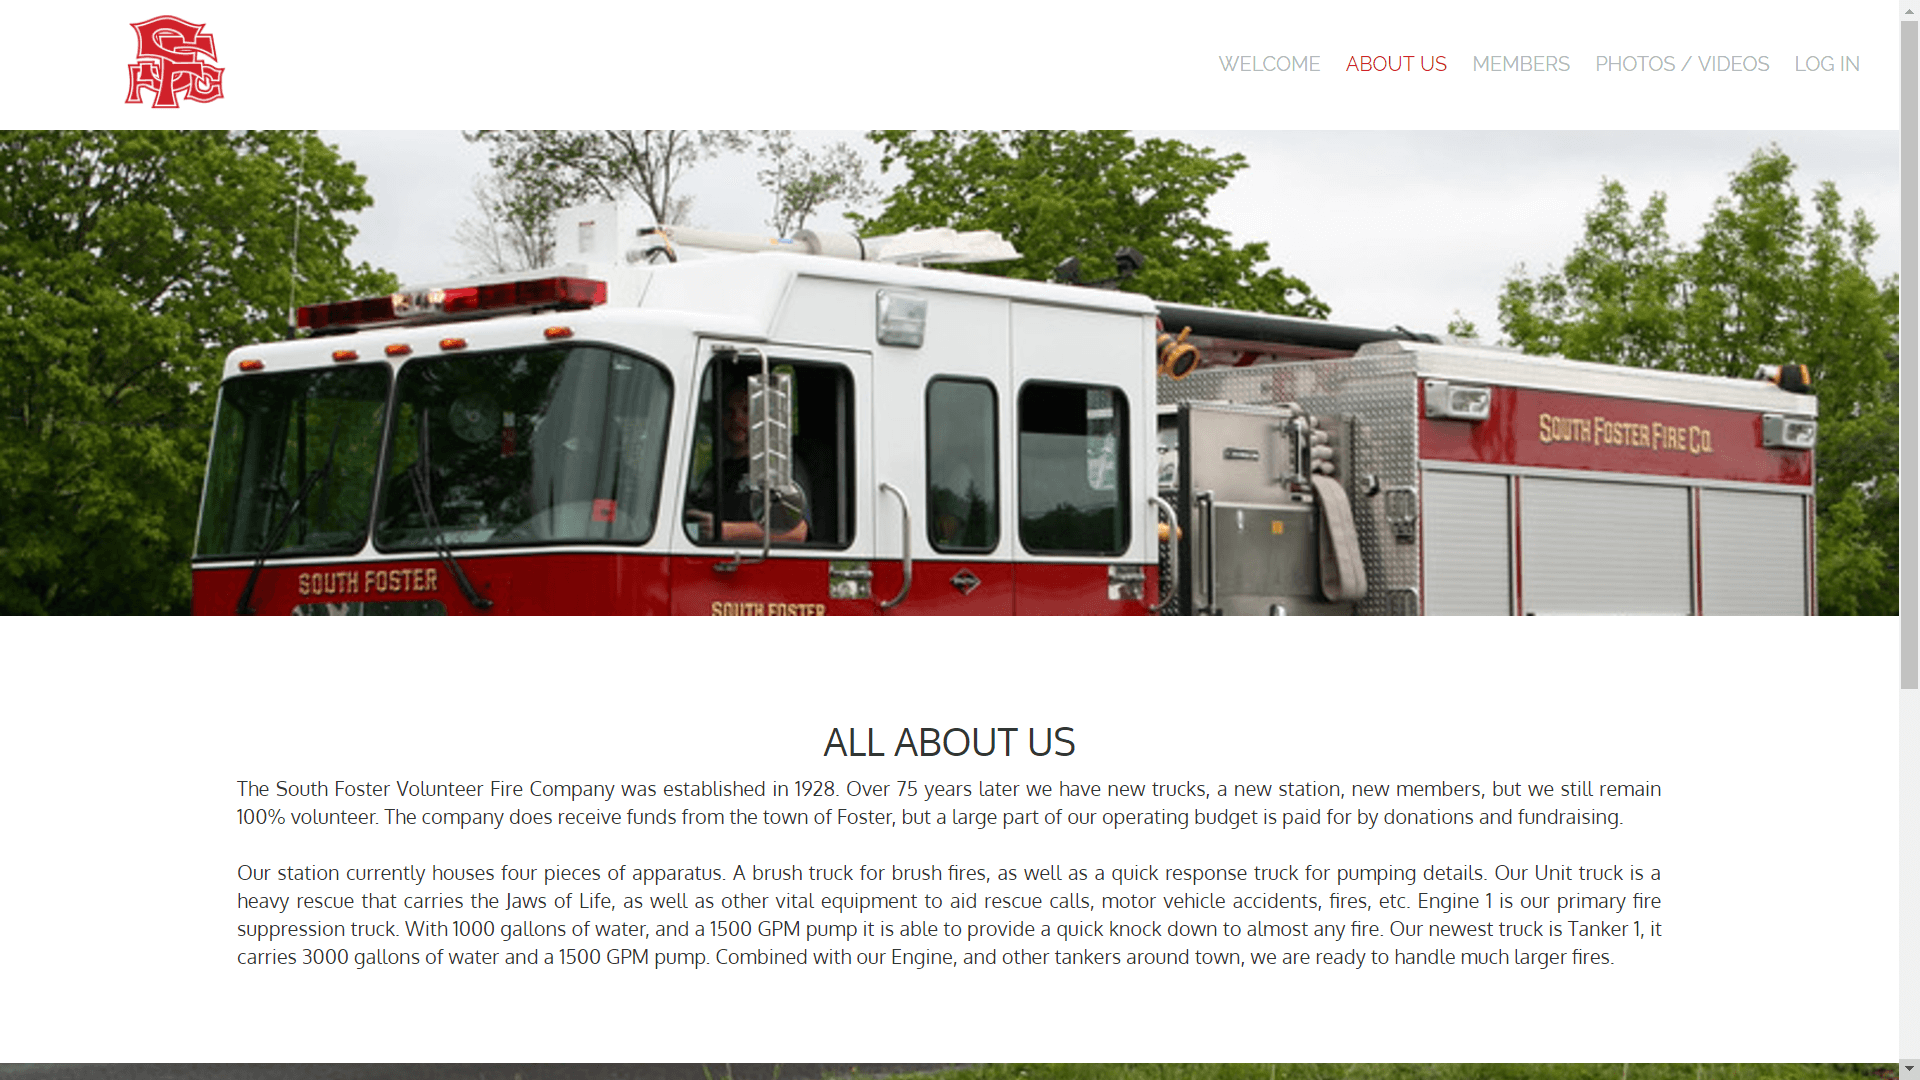 WELCOME ABOUT US MEMBERS PHOTOS / VIDEOS LOG IN
SOUTH FOSTER FIRE CO.
SOUTH FOSTER
SOUTH FOSTER
ALL ABOUT US
The South Foster Volunteer Fire Company was established in 1928. Over 75 years later we have new trucks, a new station, new members, but we still remain
100% volunteer. The company does receive funds from the town of Foster, but a large part of our operating budget is paid for by donations and fundraising.
Our station currently houses four pieces of apparatus. A brush truck for brush fires, as well as a quick response truck for pumping details. Our Unit truck is a
heavy rescue that carries the Jaws of Life, as well as other vital equipment to aid rescue calls, motor vehicle accidents, fires, etc. Engine 1 is our primary fire
suppression truck. With 1000 gallons of water, and a 1500 GPM pump it is able to provide a quick knock down to almost any fire. Our newest truck is Tanker 1, it
carries 3000 gallons of water and a 1500 GPM pump. Combined with our Engine, and other tankers around town, we are ready to handle much larger fires.